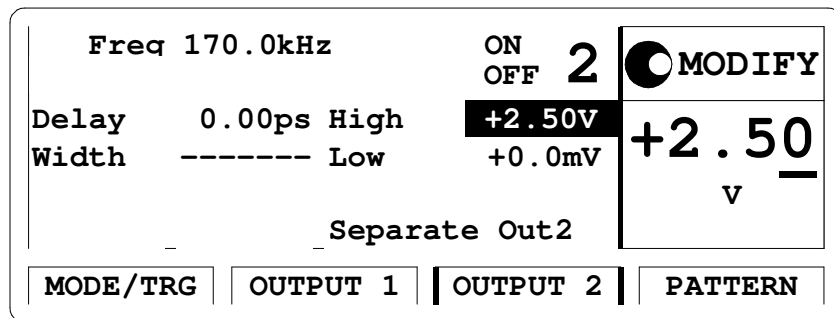 Freq 170.0kHz ON
OFF 2 MODIFY
Delay 0.00ps High +2.50V
+2.50
Width ------- Low +0.0mV
V
Separate Out2
MODE/TRG OUTPUT 1 OUTPUT 2 PATTERN